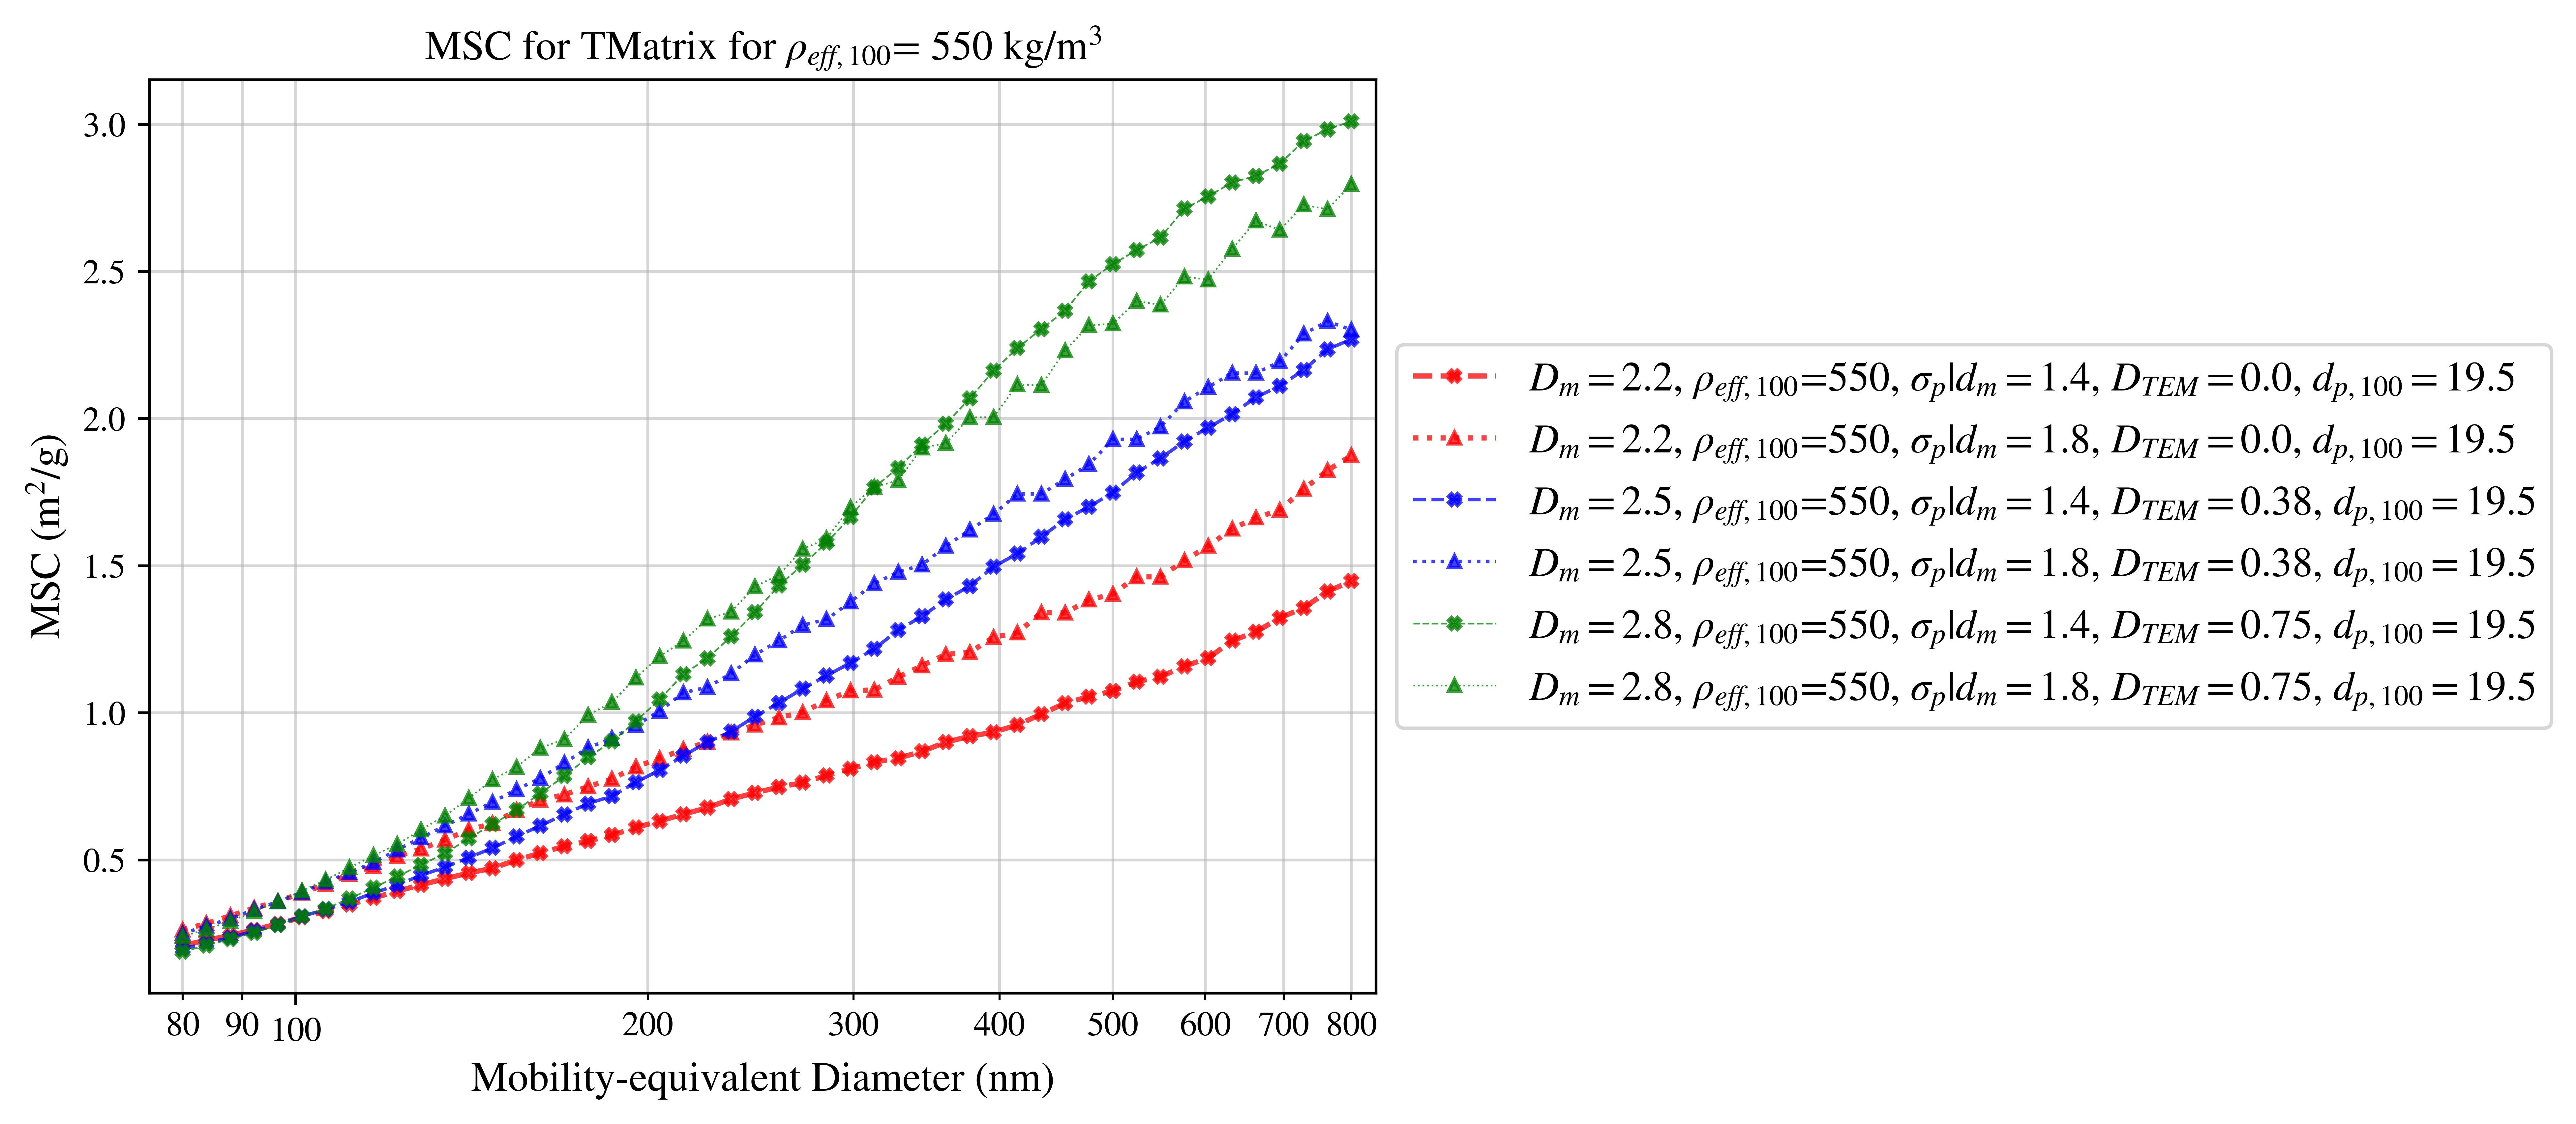 MSC for TMatrix for ρeff,100= 550 kg/m³
MSC (m²/g)
3.0
2.5
2.0
1.5
1.0
0.5
80 90 100 200 300 400 500 600 700 800
Mobility-equivalent Diameter (nm)
Dm = 2.2, ρeff,100=550, σp|dm = 1.4, DTEM = 0.0, dp,100 = 19.5
Dm = 2.2, ρeff,100=550, σp|dm = 1.8, DTEM = 0.0, dp,100 = 19.5
Dm = 2.5, ρeff,100=550, σp|dm = 1.4, DTEM = 0.38, dp,100 = 19.5
Dm = 2.5, ρeff,100=550, σp|dm = 1.8, DTEM = 0.38, dp,100 = 19.5
Dm = 2.8, ρeff,100=550, σp|dm = 1.4, DTEM = 0.75, dp,100 = 19.5
Dm = 2.8, ρeff,100=550, σp|dm = 1.8, DTEM = 0.75, dp,100 = 19.5